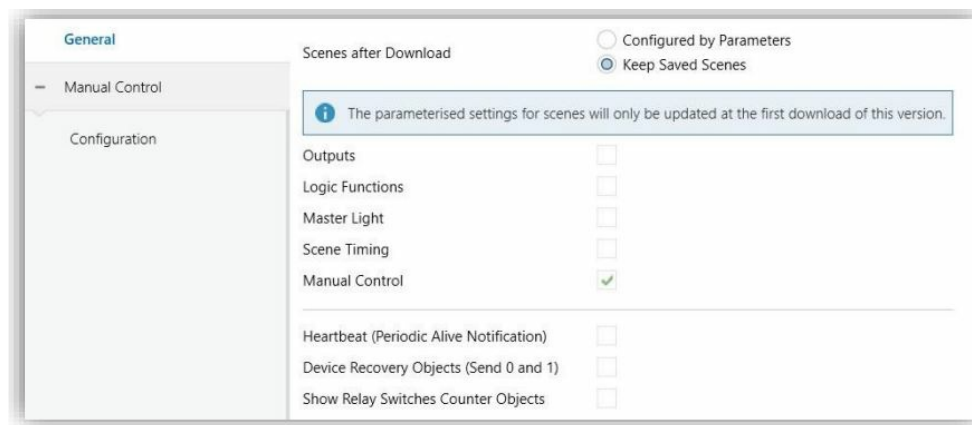 General
Manual Control
Configuration
Scenes after Download
Configured by Parameters
Keep Saved Scenes
The parameterised settings for scenes will only be updated at the first download of this version.
Outputs
Logic Functions
Master Light
Scene Timing
Manual Control
Heartbeat (Periodic Alive Notification)
Device Recovery Objects (Send 0 and 1)
Show Relay Switches Counter Objects